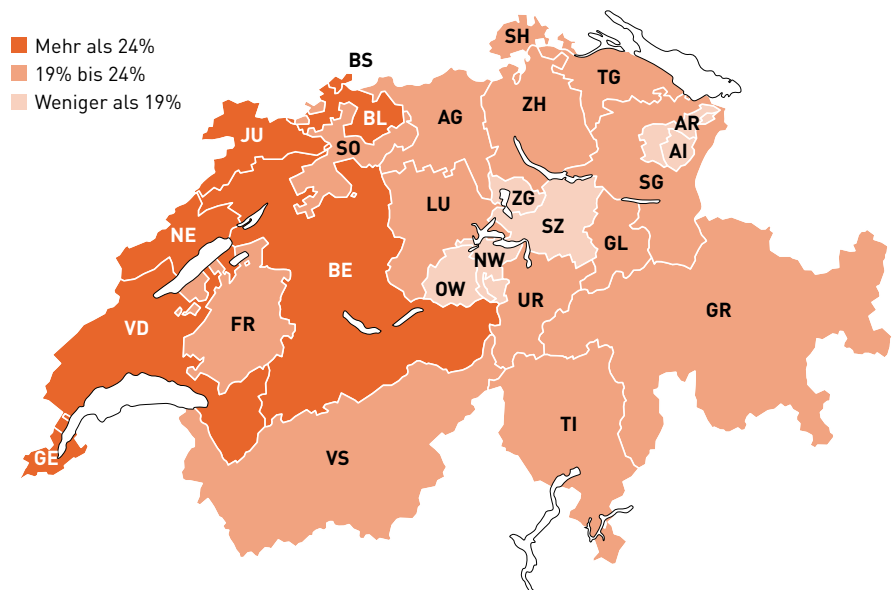 Mehr als 24%
19% bis 24%
Weniger als 19%
SH
BS
TG
ZH
AG
BL
AR
JU
SO
AI
SG
ZG
LU
SZ
NE
GL
NW
BE
OW
UR
GR
FR
VD
TI
GE
VS